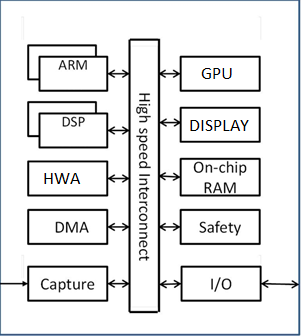 ARM
GPU
DSP
DISPLAY
High speed Interconnect
HWA
On-chip
RAM
DMA
Safety
Capture
I/O